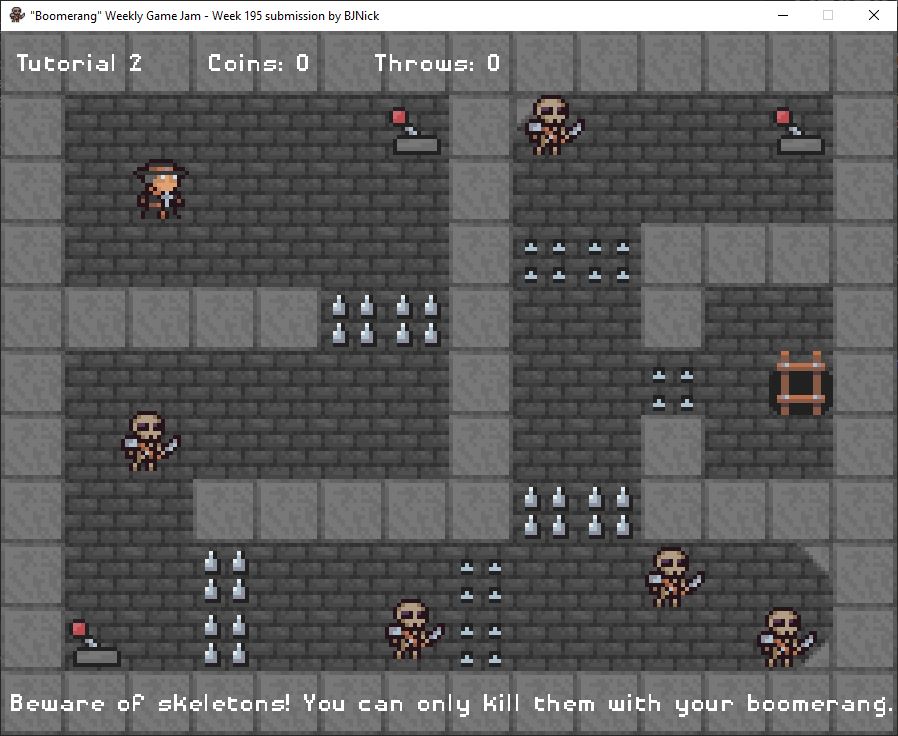 "Boomerang" Weekly Game Jam - Week 195 submission by BJNick
Tutorial 2 Coins: 0 Throws: 0
Beware of skeletons! You can only kill them with your boomerang.